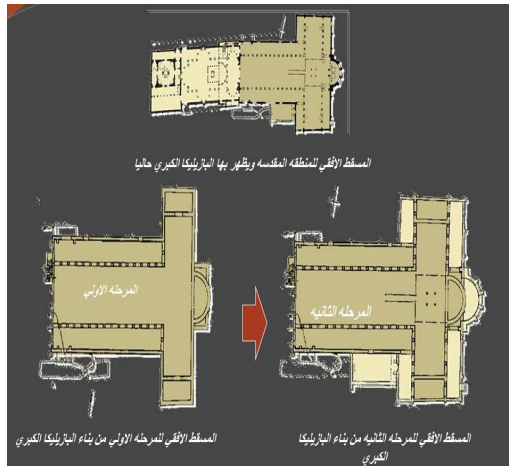 المسقط الافقي للمنطقه المقدسه ويظهر بها البازيليكا الكبري حاليا
المرحله الاولي
المرحله الثانيه
المسقط الأفقي للمرحله الاولي من بناء البازيليكا الكبري
المسقط الأفقي للمرحله الثانيه من بناء البازيليكا
الكبري